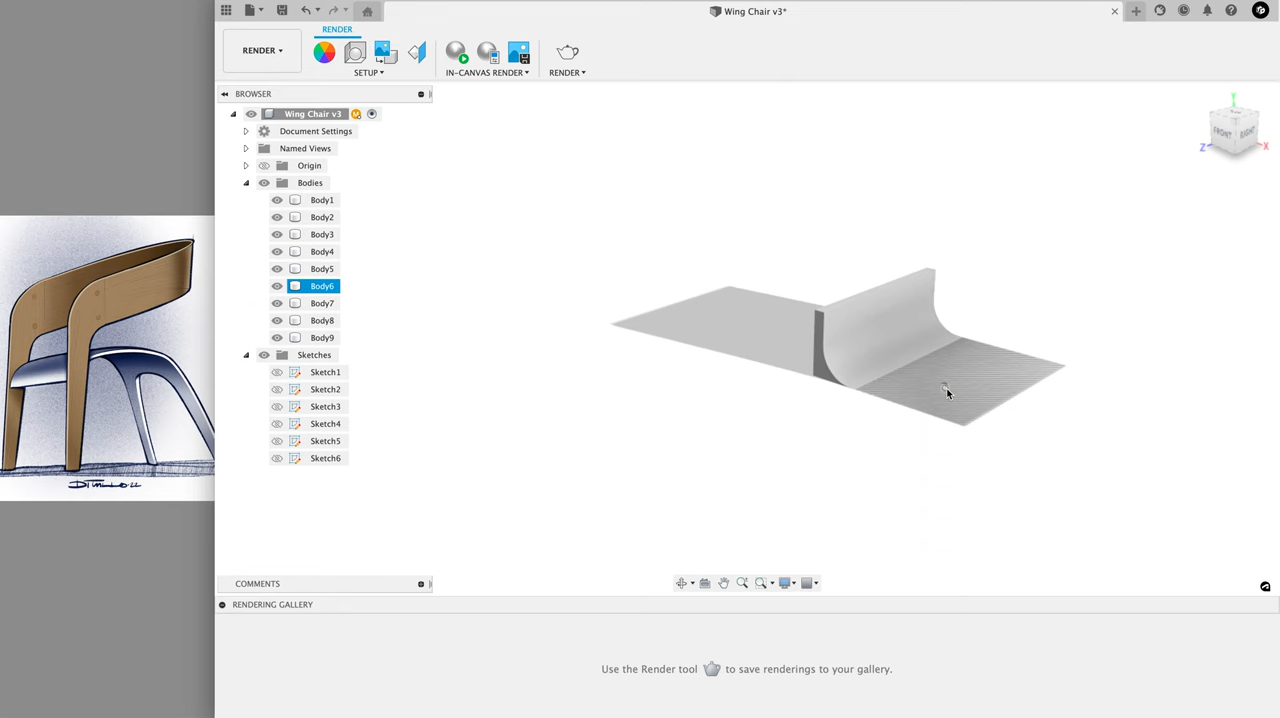 Wing Chair v3*
RENDER
RENDER
SETUP
IN-CANVAS RENDER
RENDER
BROWSER
Wing Chair v3
Document Settings
Named Views
Origin
Bodies
Body1
Body2
Body3
Body4
Body5
Body6
Body7
Body8
Body9
Sketches
Sketch1
Sketch2
Sketch3
Sketch4
Sketch5
Sketch6
FRONT
RIGHT
Y
Z
X
COMMENTS
RENDERING GALLERY
Use the Render tool to save renderings to your gallery.